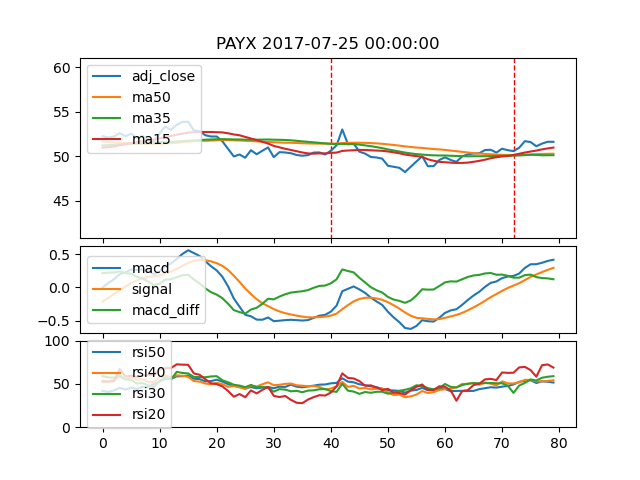 PAYX 2017-07-25 00:00:00
60
55
50
45
adj_close
ma50
ma35
ma15
0.5
0.0
−0.5
macd
signal
macd_diff
100
50
0
rsi50
rsi40
rsi30
rsi20
0 10 20 30 40 50 60 70 80